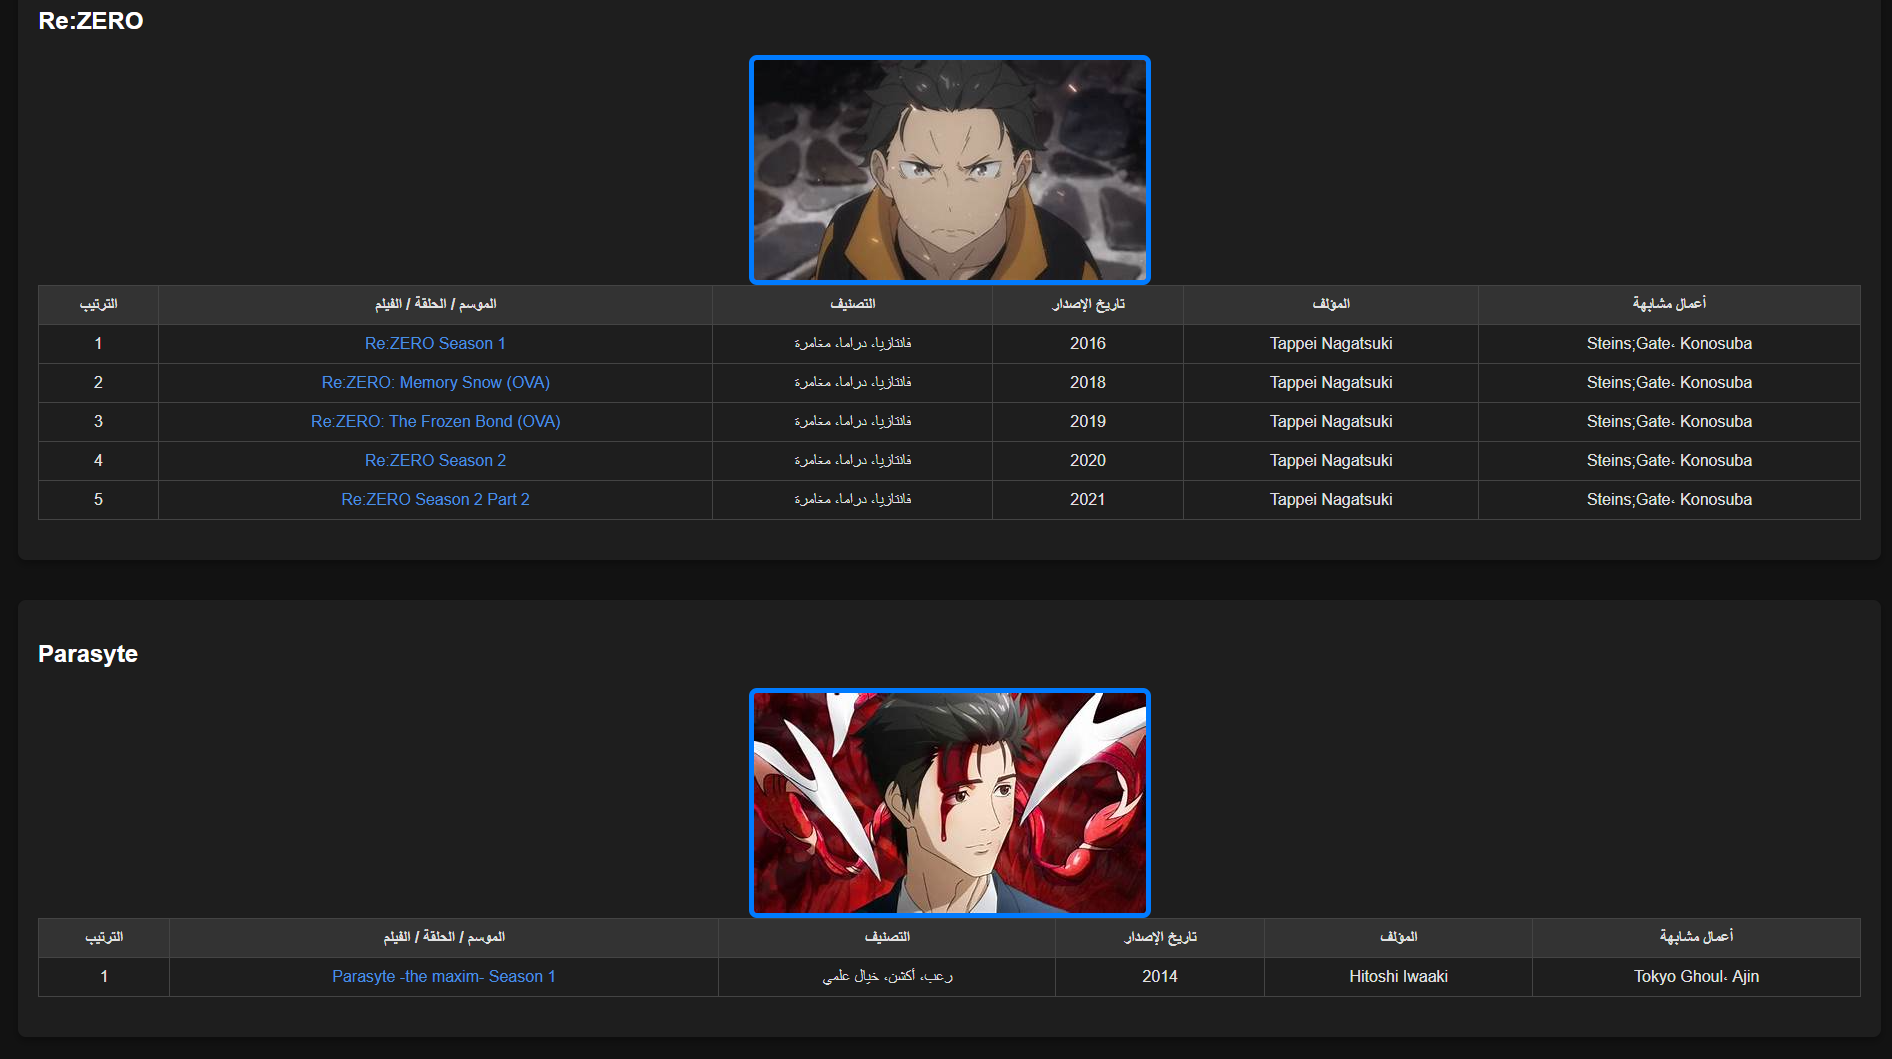 Re:ZERO
الترتيب الموسم / الحلقة / الفيلم التصنيف تاريخ الإصدار المؤلف أعمال مشابهة
1 Re:ZERO Season 1 فانتازيا، دراما، مغامرة 2016 Tappei Nagatsuki Steins;Gate، Konosuba
2 Re:ZERO: Memory Snow (OVA) فانتازيا، دراما، مغامرة 2018 Tappei Nagatsuki Steins;Gate، Konosuba
3 Re:ZERO: The Frozen Bond (OVA) فانتازيا، دراما، مغامرة 2019 Tappei Nagatsuki Steins;Gate، Konosuba
4 Re:ZERO Season 2 فانتازيا، دراما، مغامرة 2020 Tappei Nagatsuki Steins;Gate، Konosuba
5 Re:ZERO Season 2 Part 2 فانتازيا، دراما، مغامرة 2021 Tappei Nagatsuki Steins;Gate، Konosuba
Parasyte
الترتيب الموسم / الحلقة / الفيلم التصنيف تاريخ الإصدار المؤلف أعمال مشابهة
1 Parasyte -the maxim- Season 1 رعب، أكشن، خيال علمي 2014 Hitoshi Iwaaki Tokyo Ghoul، Ajin